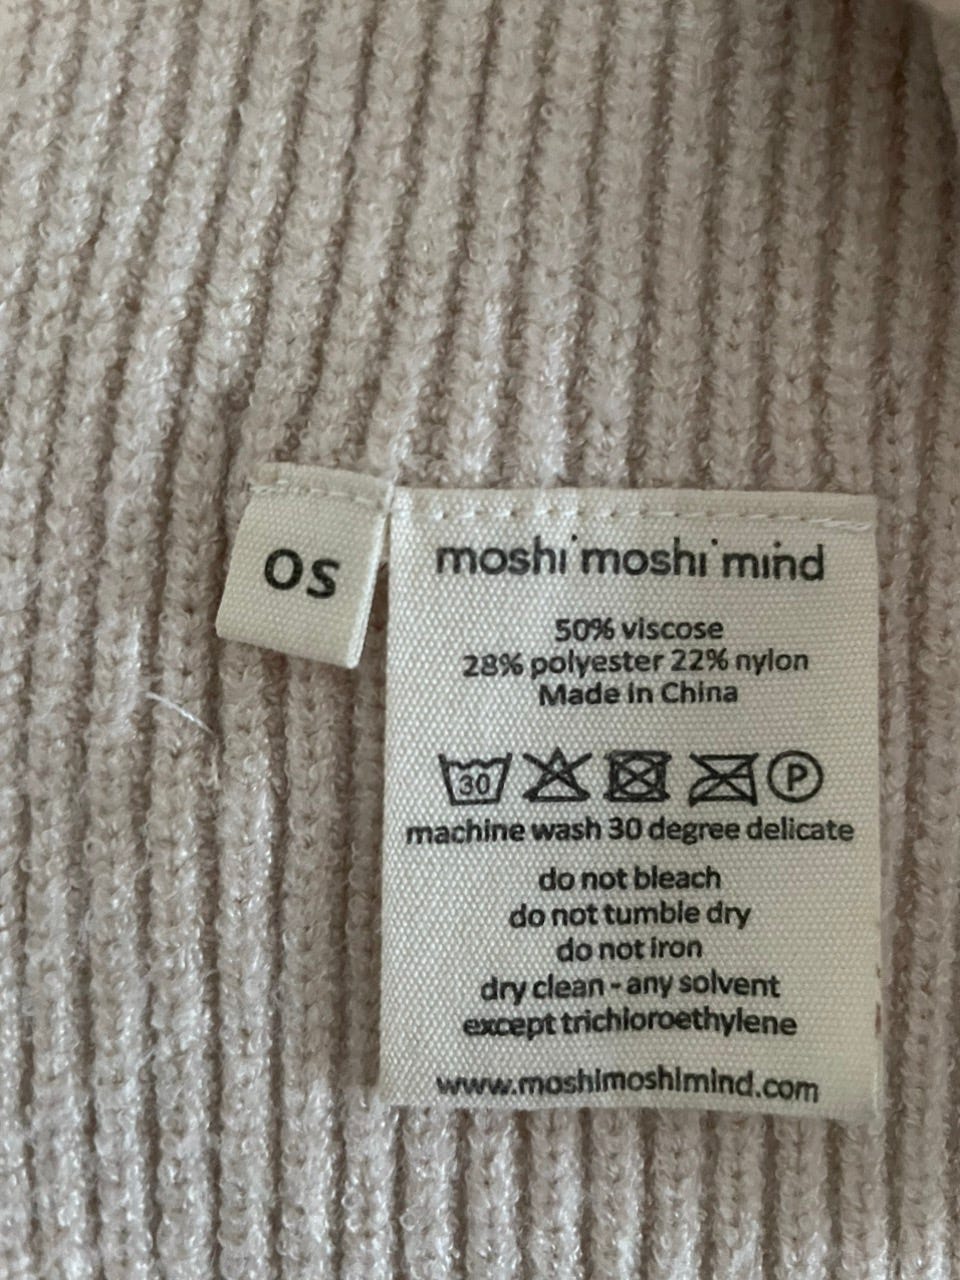 OS
moshi moshi mind
50% viscose
28% polyester 22% nylon
Made in China
30 P
machine wash 30 degree delicate
do not bleach
do not tumble dry
do not iron
dry clean - any solvent
except trichloroethylene
www.moshimoshimind.com